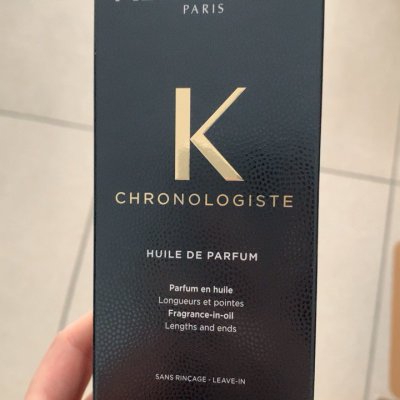 PARIS
K
CHRONOLOGISTE
HUILE DE PARFUM
Parfum en huile
Longueurs et pointes
Fragrance-in-oil
Lengths and ends
SANS RINÇAGE - LEAVE-IN